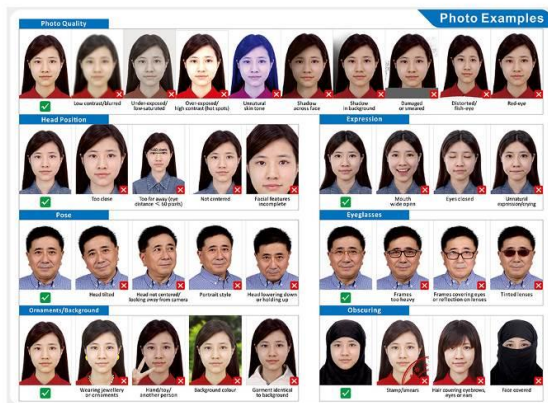 Photo Examples
Photo Quality
Low contrast/blurred
Under-exposed/
low-saturated
Over-exposed/
high contrast (hot spots)
Unnatural
skin tone
Shadow
across face
Shadow
in background
Damaged
or smeared
Distorted/
fish-eye
Red-eye
Head Position
Too close
Too far away (eye
distance < 60 pixels)
Not centered
Facial features
incomplete
Expression
Mouth
wide open
Eyes closed
Unnatural
expression/crying
Pose
Head tilted
Head not centered/
looking away from camera
Portrait style
Head lowering down
or holding up
Eyeglasses
Frames
too heavy
Frames covering eyes
or reflection on lenses
Tinted lenses
Ornaments/Background
Wearing jewellery
or ornaments
Hand/toy/
another person
Background colour
Garment identical
to background
Obscuring
Stamp/smears
Hair covering eyebrows,
eyes or ears
Face covered